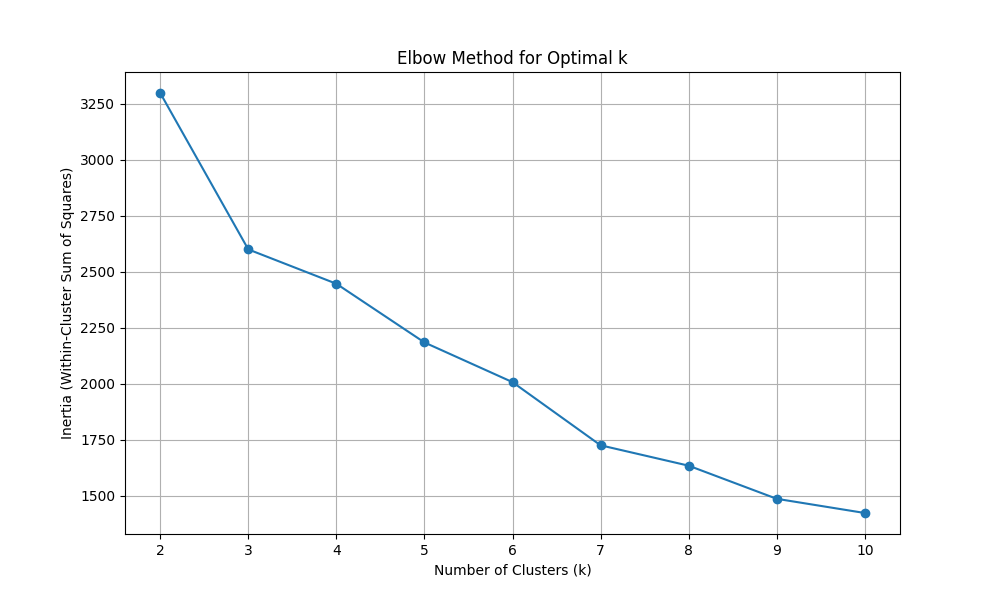 Elbow Method for Optimal k
Inertia (Within-Cluster Sum of Squares)
3250
3000
2750
2500
2250
2000
1750
1500
2 3 4 5 6 7 8 9 10
Number of Clusters (k)